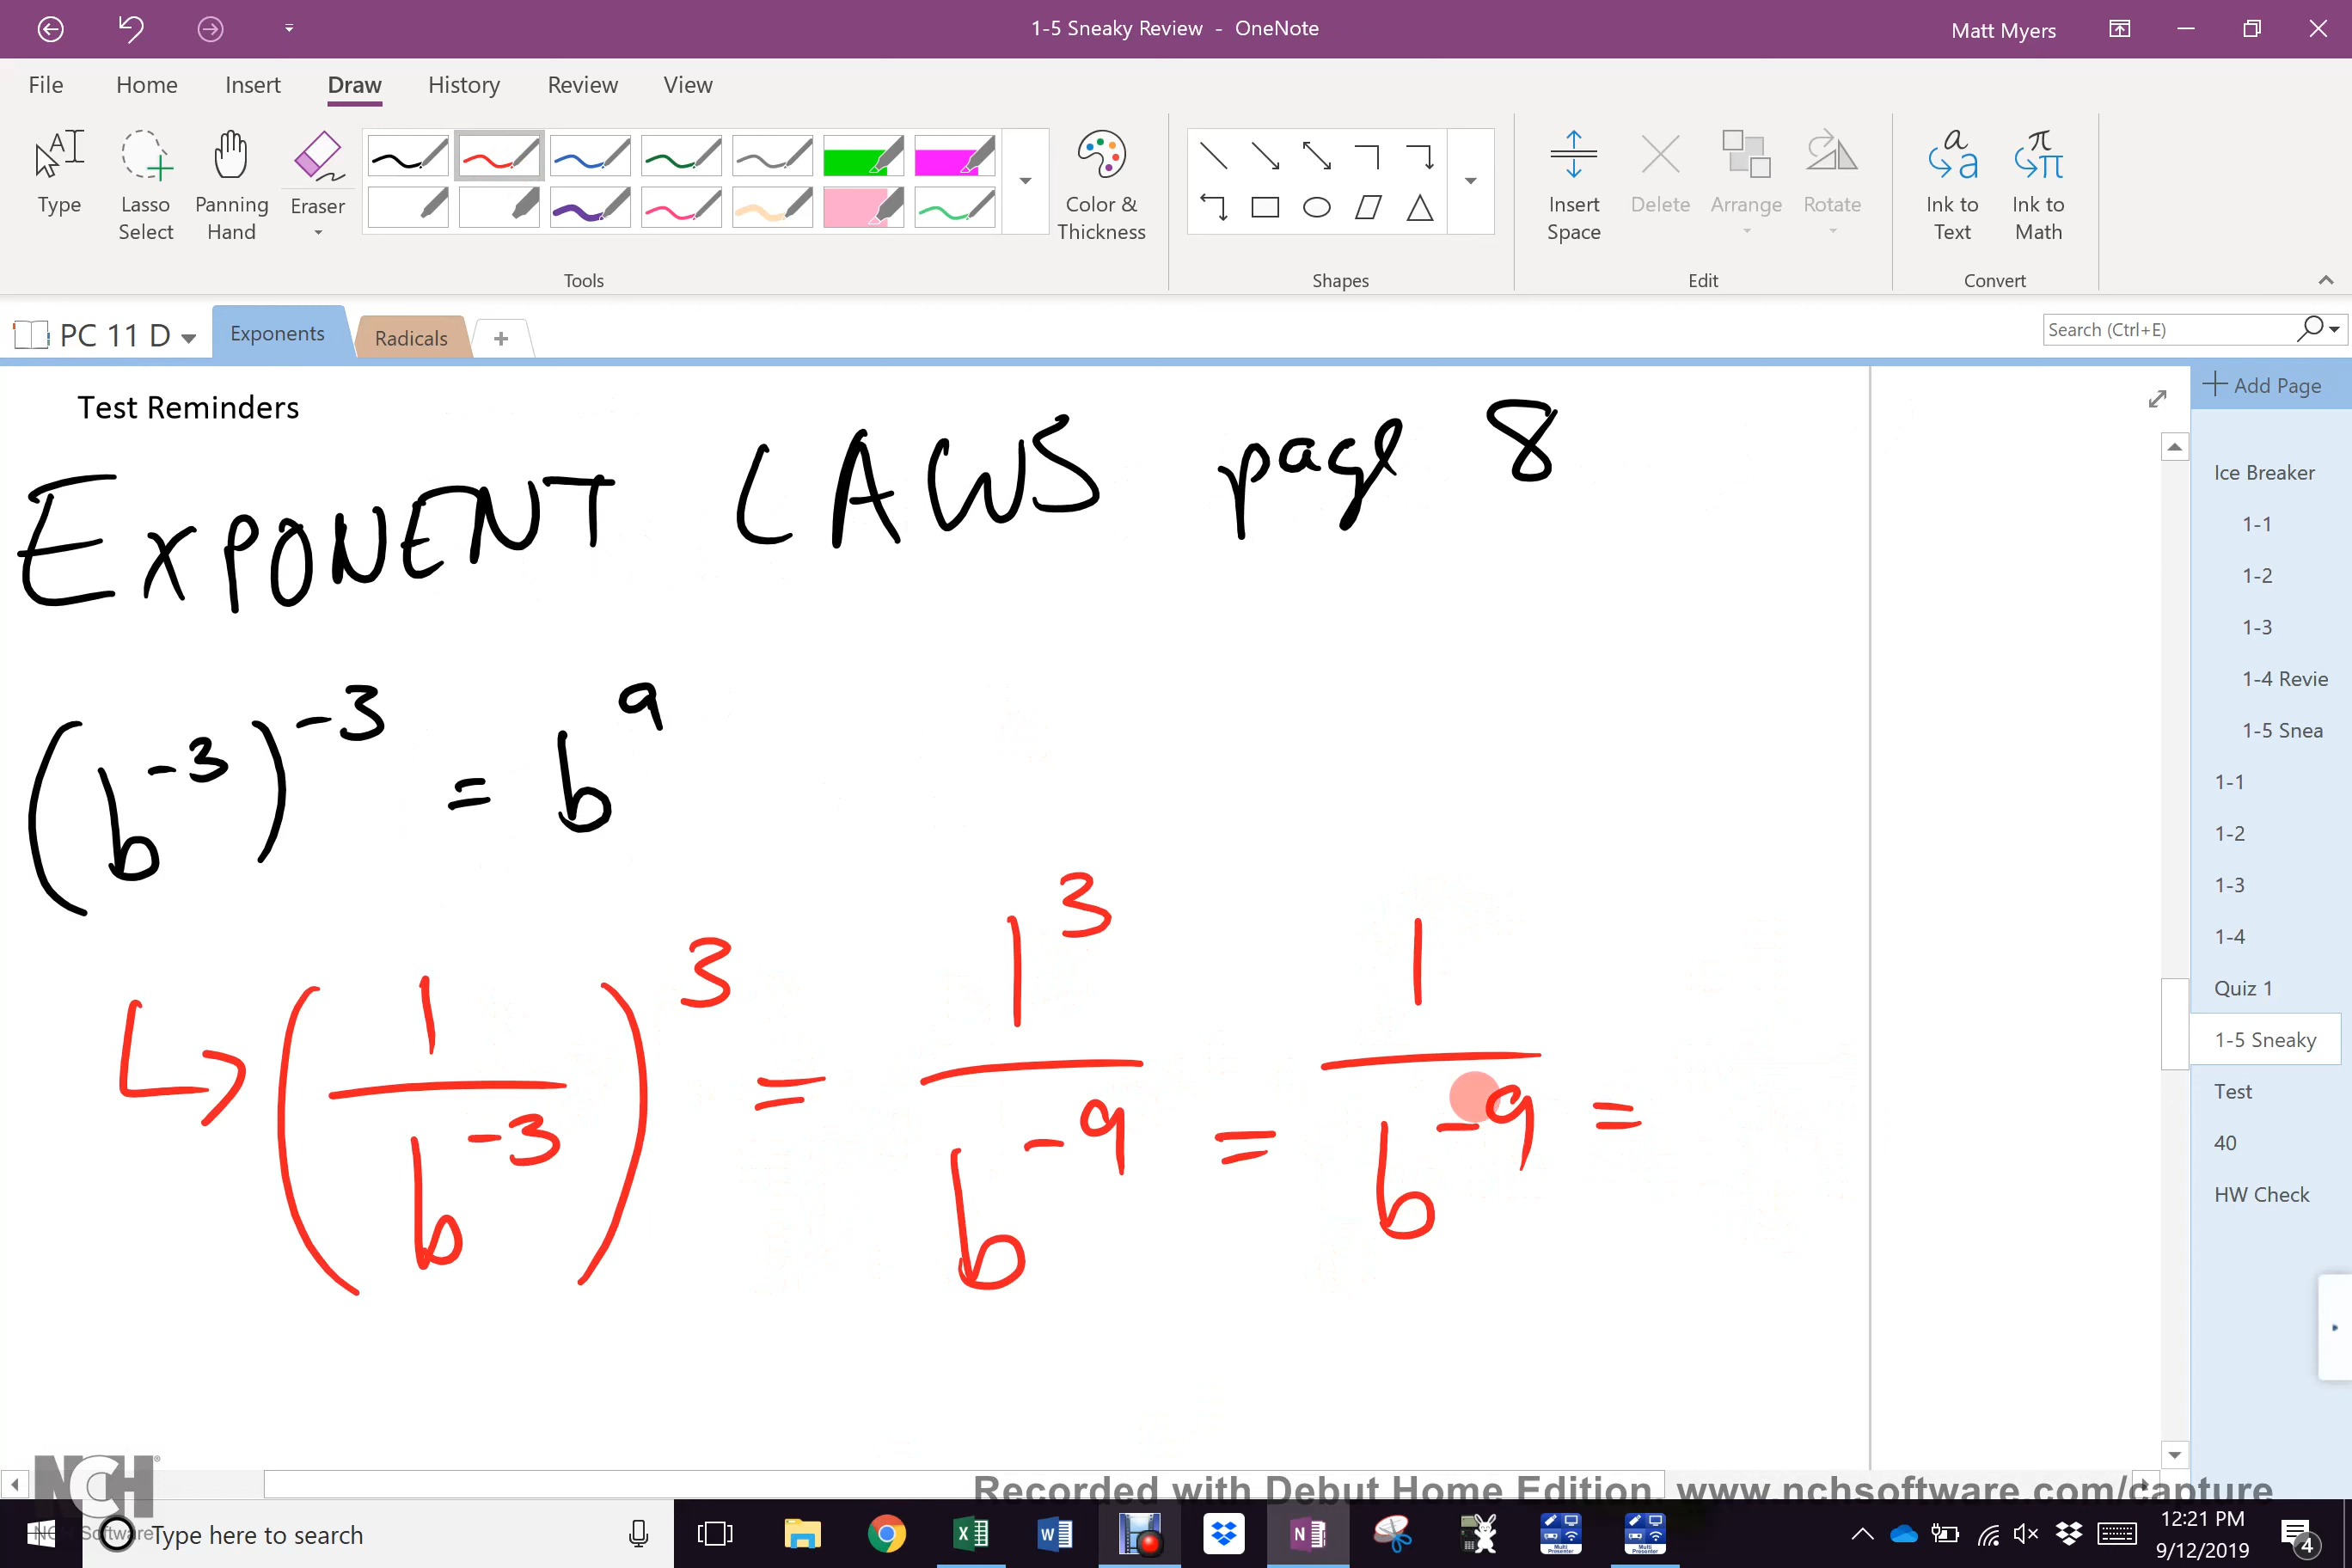 1-5 Sneaky Review - OneNote
Matt Myers
File Home Insert Draw History Review View
Type
Lasso Select
Panning Hand
Eraser
Color & Thickness
Insert Space
Delete
Arrange
Rotate
Ink to Text
Ink to Math
Tools
Shapes
Edit
Convert
PC 11 D
Exponents
Radicals
Search (Ctrl+E)
Add Page
Test Reminders
EXPONENT LAWS page 8
(b^-3)^-3 = b^9
(1/b^-3)^3 = 1^3/b^-9 = 1/b^-9 =
Ice Breaker
1-1
1-2
1-3
1-4 Revie
1-5 Snea
1-1
1-2
1-3
1-4
Quiz 1
1-5 Sneaky
Test
40
HW Check
NCH
NCH Software
Recorded with Debut Home Edition. www.nchsoftware.com/capture
Type here to search
12:21 PM
9/12/2019
4